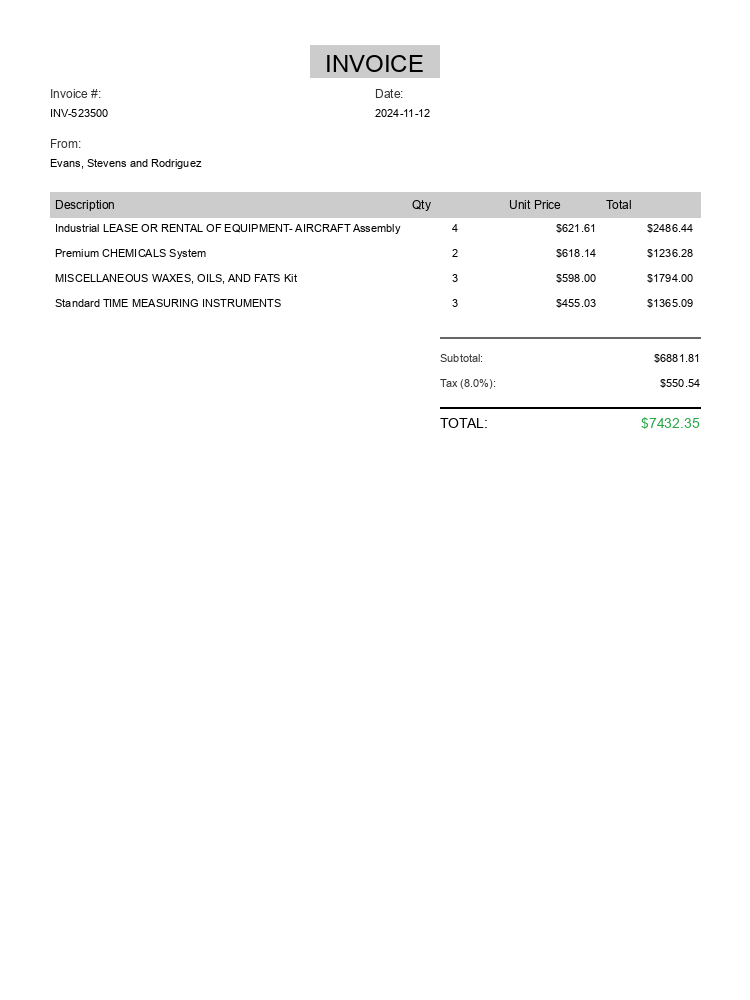 INVOICE
Invoice #: Date:
INV-523500 2024-11-12
From:
Evans, Stevens and Rodriguez
Description Qty Unit Price Total
Industrial LEASE OR RENTAL OF EQUIPMENT- AIRCRAFT Assembly 4 $621.61 $2486.44
Premium CHEMICALS System 2 $618.14 $1236.28
MISCELLANEOUS WAXES, OILS, AND FATS Kit 3 $598.00 $1794.00
Standard TIME MEASURING INSTRUMENTS 3 $455.03 $1365.09
Subtotal: $6881.81
Tax (8.0%): $550.54
TOTAL: $7432.35